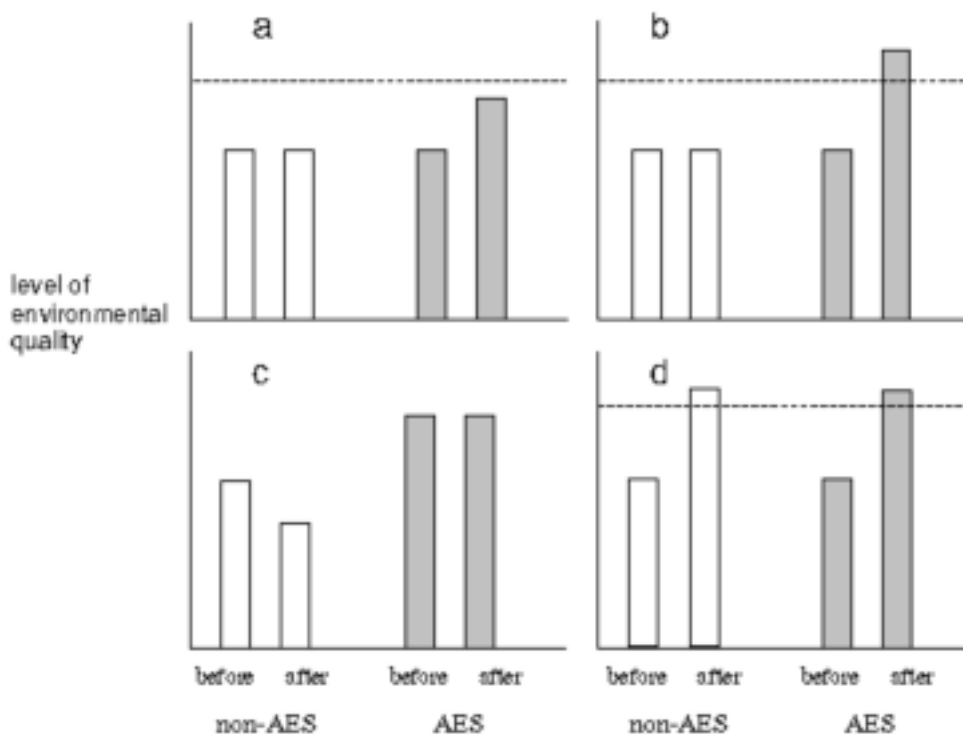 a
b
level of
environmental
quality
c
d
before after before after before after before after
non-AES AES non-AES AES